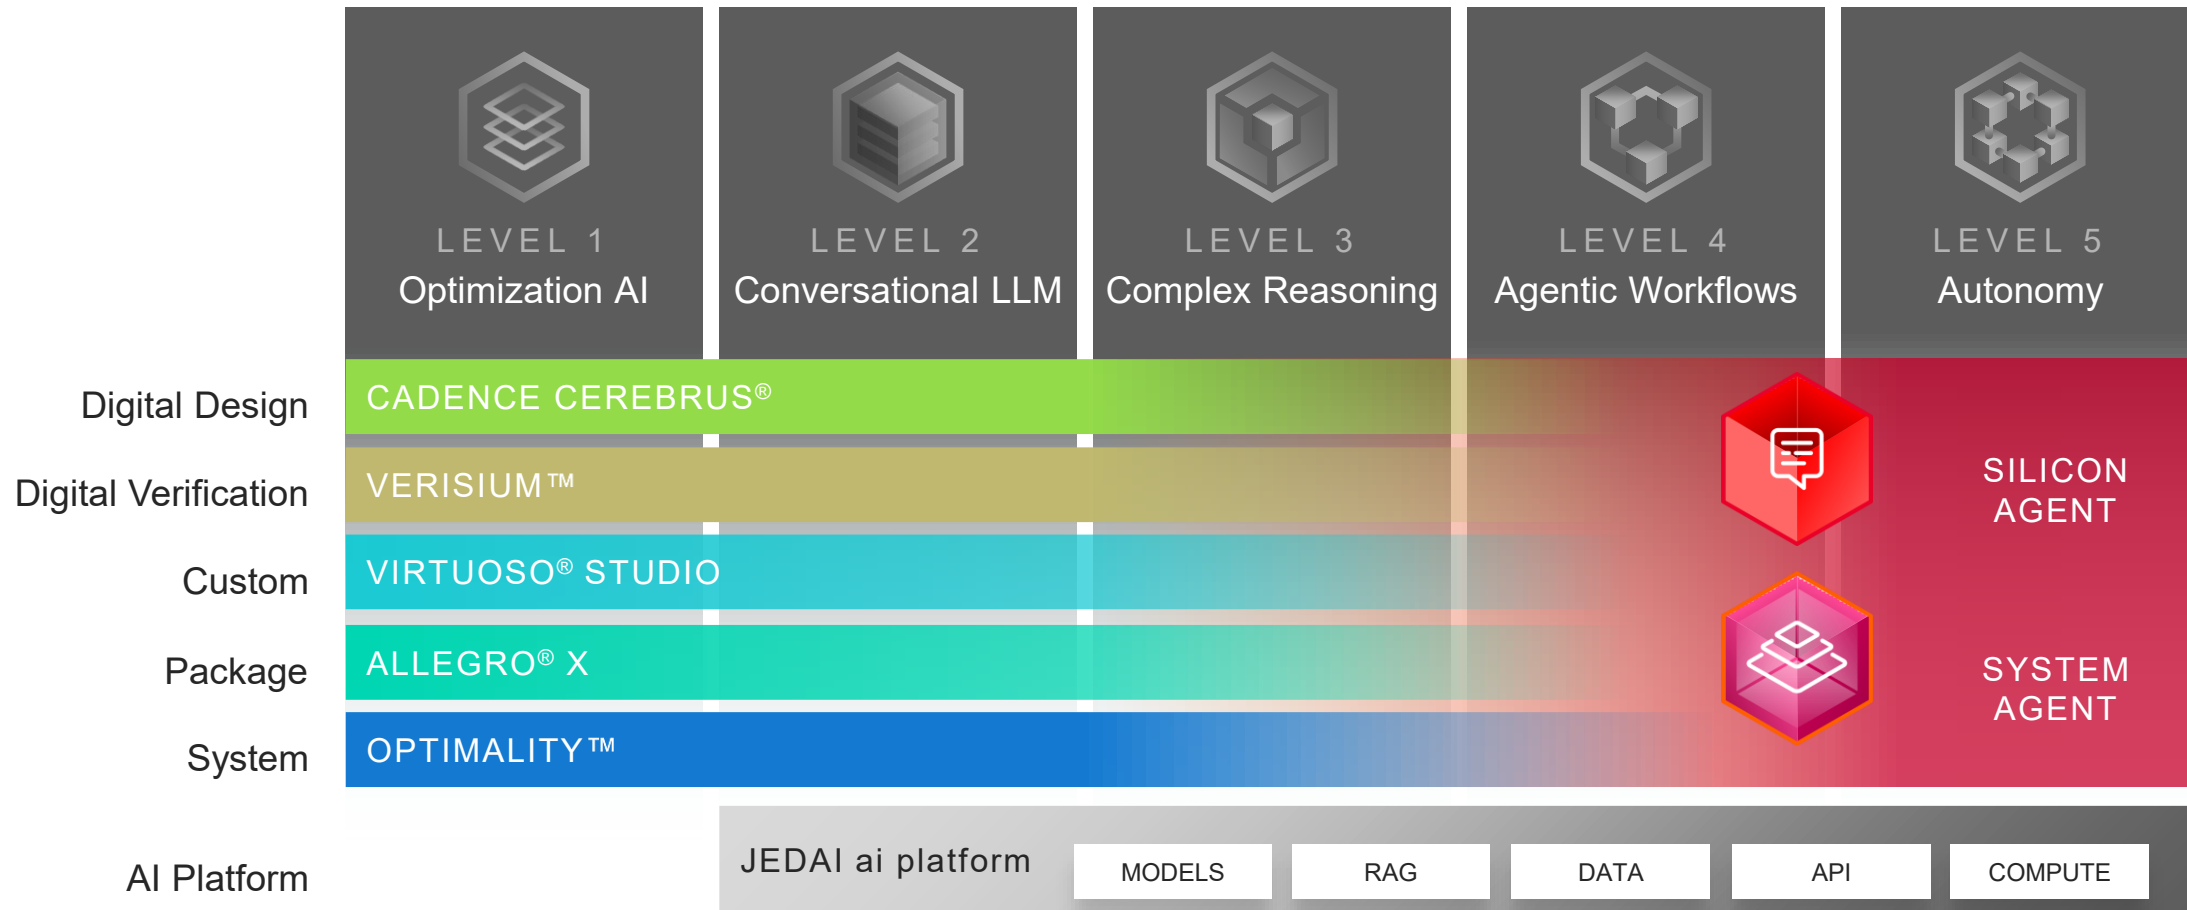 LEVEL 1
Optimization AI
LEVEL 2
Conversational LLM
LEVEL 3
Complex Reasoning
LEVEL 4
Agentic Workflows
LEVEL 5
Autonomy
Digital Design
CADENCE CEREBRUS®
Digital Verification
VERISIUM™
Custom
VIRTUOSO® STUDIO
Package
ALLEGRO® X
System
OPTIMALITY™
SILICON
AGENT
SYSTEM
AGENT
AI Platform
JEDAI ai platform
MODELS
RAG
DATA
API
COMPUTE